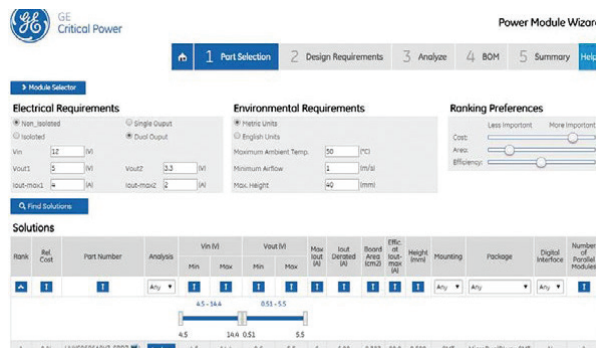 GE
Critical Power
Power Module Wizard
1 Part Selection 2 Design Requirements 3 Analyze 4 BOM 5 Summary Help
> Module Selector
Electrical Requirements Environmental Requirements Ranking Preferences
Non_Isolated Single Ouput Metric Units Less Important More Important
Isolated Dual Ouput English Units Cost:
Vin 12 (V) Maximum Ambient Temp. 50 (°C) Area:
Vout1 5 (V) Vout2 3.3 (V) Minimum Airflow 1 (m/s) Efficiency:
Iout-max1 4 (A) Iout-max2 2 (A) Max. Height 40 (mm)
Find Solutions
Solutions
Rank Ref. Cost Part Number Analysis Vin (V) Min Max Vout (V) Min Max Max Iout (A) Iout Derated (A) Board Area (cm2) Effic. at Iout-max (A) Height (mm) Mounting Package Digital Interface Number of Parallel Modules
Any Any Any Any
4.5 - 14.4 0.51 - 5.5
4.5 14.4 0.51 5.5